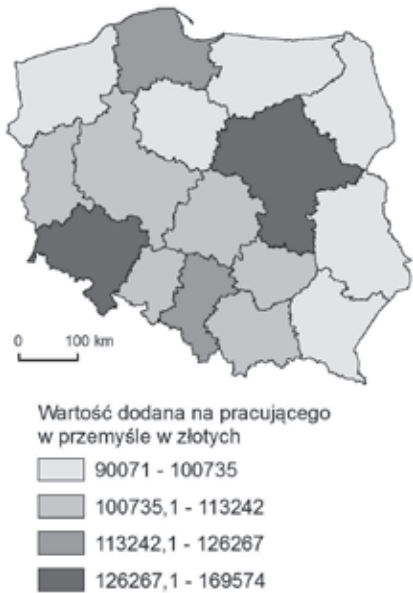 0 100 km
Wartość dodana na pracującego
w przemyśle w złotych
90071 - 100735
100735,1 - 113242
113242,1 - 126267
126267,1 - 169574